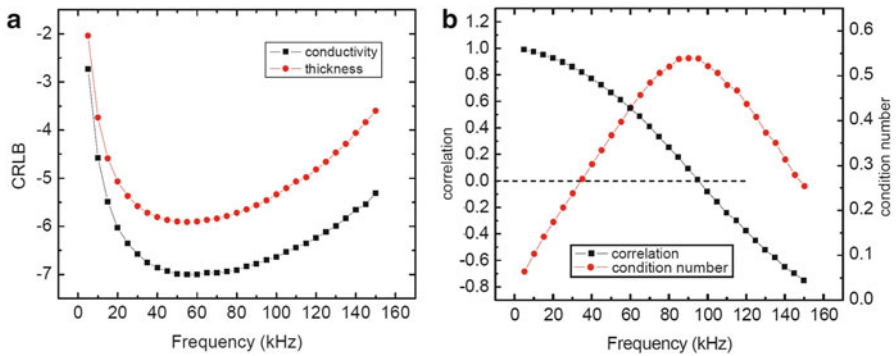 a
-2
-3
-4
-5
-6
-7
CRLB
conductivity
thickness
0 20 40 60 80 100 120 140 160
Frequency (kHz)
b
1.2
1.0
0.8
0.6
0.4
0.2
0.0
-0.2
-0.4
-0.6
-0.8
correlation
correlation
condition number
0 20 40 60 80 100 120 140 160
Frequency (kHz)
0.6
0.5
0.4
0.3
0.2
0.1
0.0
condition number